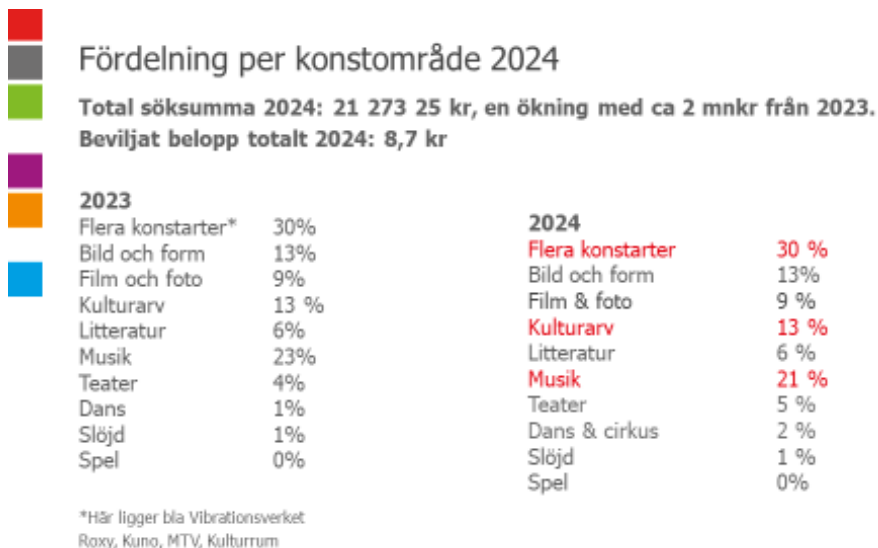 Fördelning per konstområde 2024
Total söksumma 2024: 21 273 25 kr, en ökning med ca 2 mnkr från 2023.
Beviljat belopp totalt 2024: 8,7 kr
2023
Flera konstarter* 30%
Bild och form 13%
Film och foto 9%
Kulturarv 13 %
Litteratur 6%
Musik 23%
Teater 4%
Dans 1%
Slöjd 1%
Spel 0%
*Här ligger bla Vibrationsverket
Roxy, Kuno, MTV, Kulturrum
2024
Flera konstarter 30 %
Bild och form 13%
Film & foto 9 %
Kulturarv 13 %
Litteratur 6 %
Musik 21 %
Teater 5 %
Dans & cirkus 2 %
Slöjd 1 %
Spel 0%